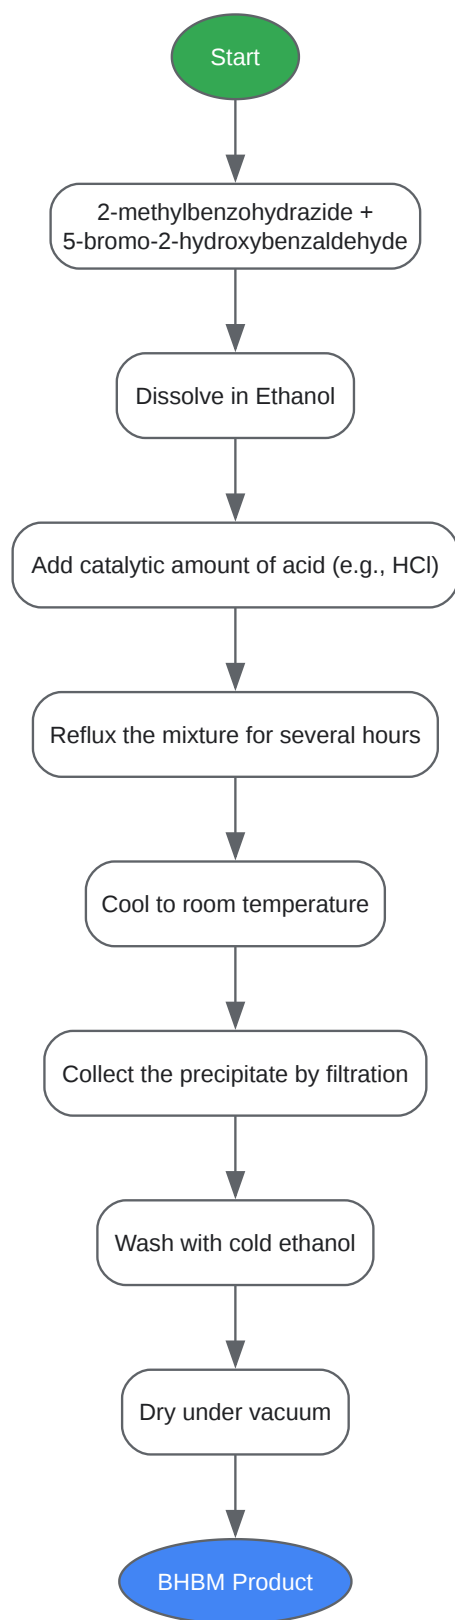 Start
2-methylbenzohydrazide +
5-bromo-2-hydroxybenzaldehyde
Dissolve in Ethanol
Add catalytic amount of acid (e.g., HCl)
Reflux the mixture for several hours
Cool to room temperature
Collect the precipitate by filtration
Wash with cold ethanol
Dry under vacuum
BHBM Product